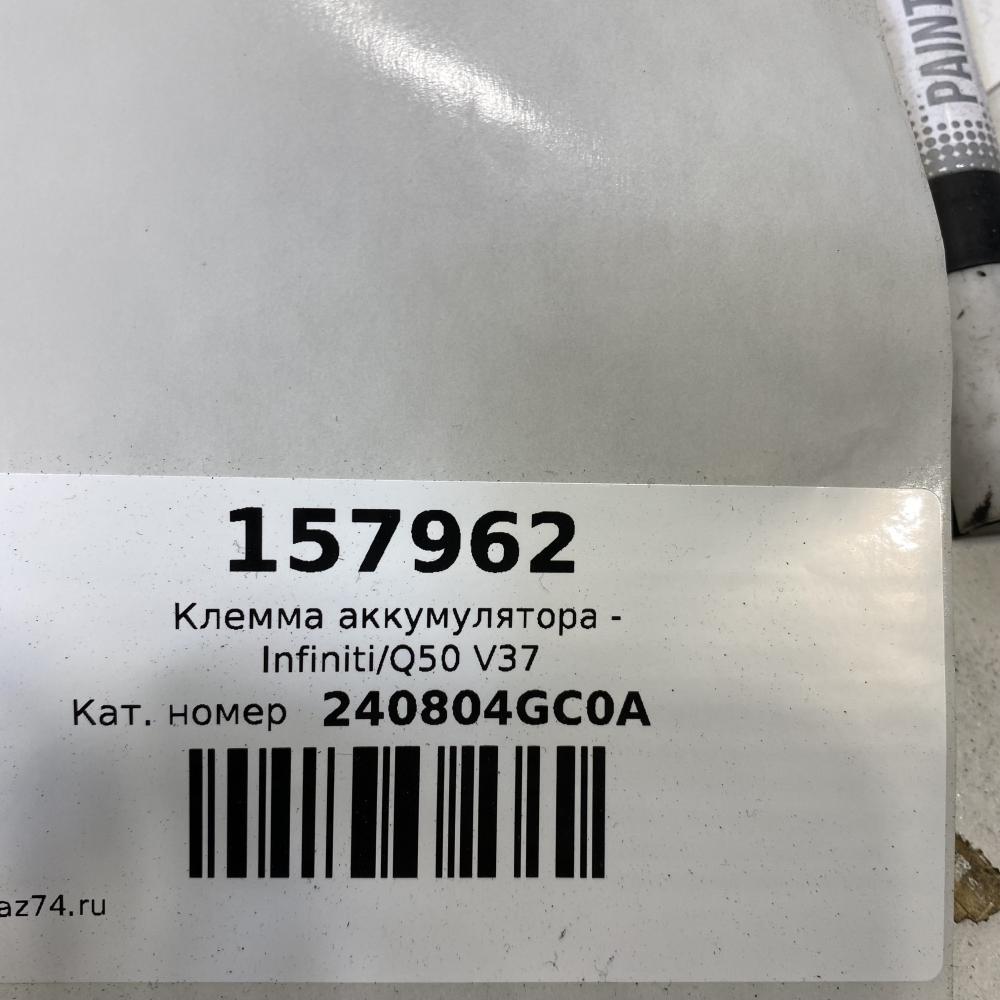 PAINT
157962
Клемма аккумулятора -
Infiniti/Q50 V37
Кат. номер 240804GC0A
az74.ru